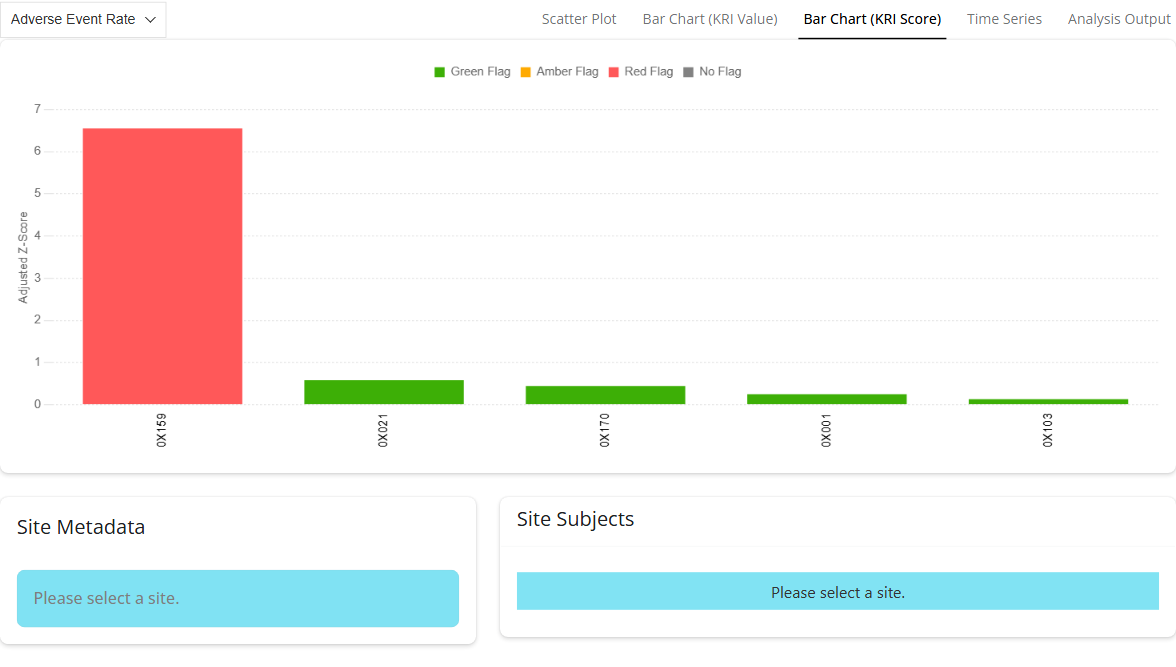 Adverse Event Rate
Scatter Plot
Bar Chart (KRI Value)
Bar Chart (KRI Score)
Time Series
Analysis Output
Green Flag
Amber Flag
Red Flag
No Flag
7
6
5
4
3
2
1
0
Adjusted Z-Score
0X159
0X021
0X170
0X001
0X103
Site Metadata
Please select a site.
Site Subjects
Please select a site.